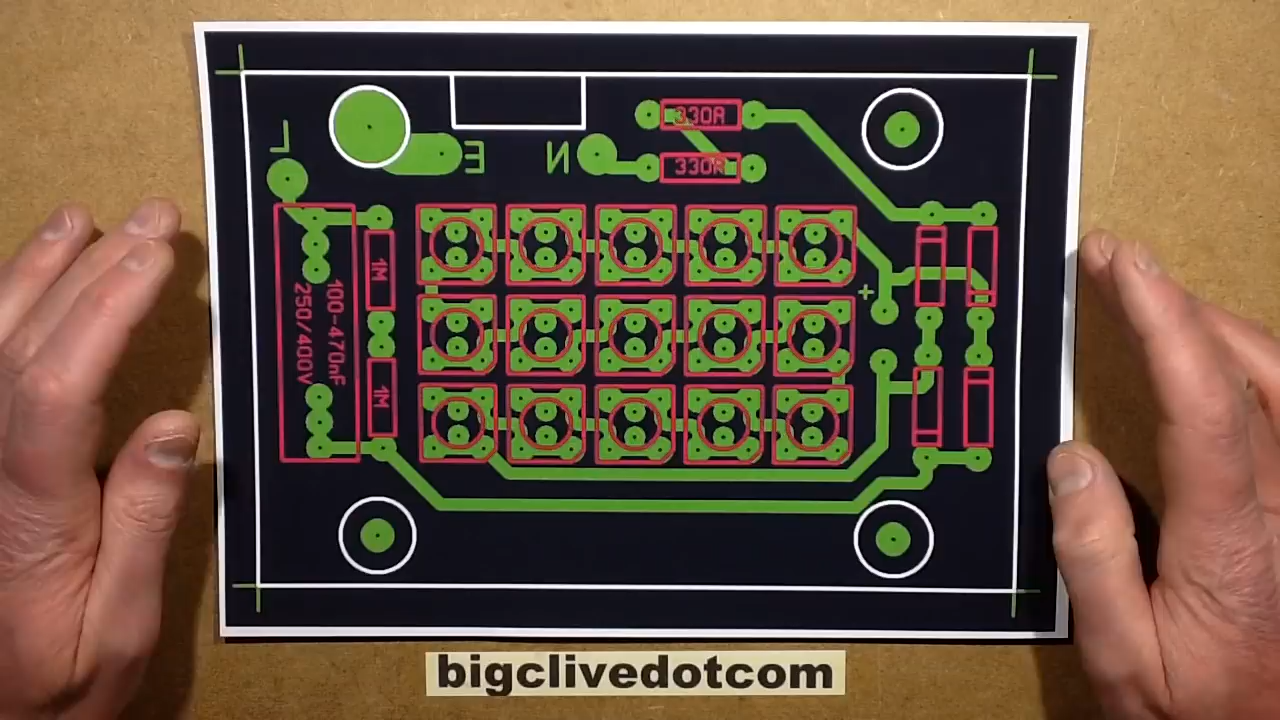 L
E
N
330R
330R
1M
1M
100-470nF
250/400V
+
bigclivedotcom